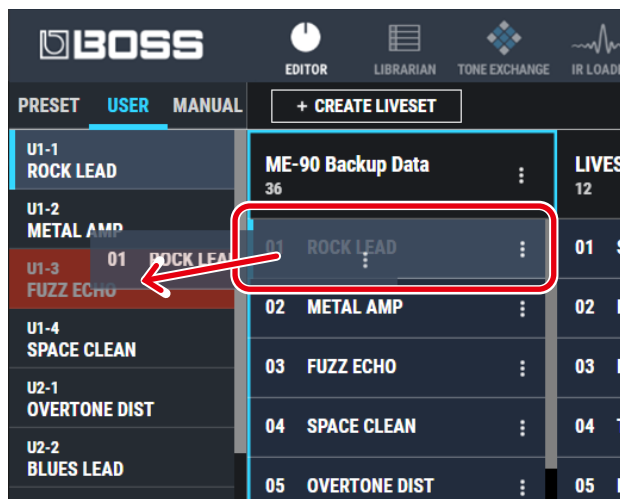 BOSS
EDITOR
LIBRARIAN
TONE EXCHANGE
IR LOAD
PRESET USER MANUAL
+ CREATE LIVESET
U1-1
ROCK LEAD
U1-2
METAL AMP
U1-3
FUZZ ECHO
U1-4
SPACE CLEAN
U2-1
OVERTONE DIST
U2-2
BLUES LEAD
01 ROCK LEAD
ME-90 Backup Data
36
01 ROCK LEAD
02 METAL AMP
03 FUZZ ECHO
04 SPACE CLEAN
05 OVERTONE DIST
LIVES
12
01
02
03
04
05